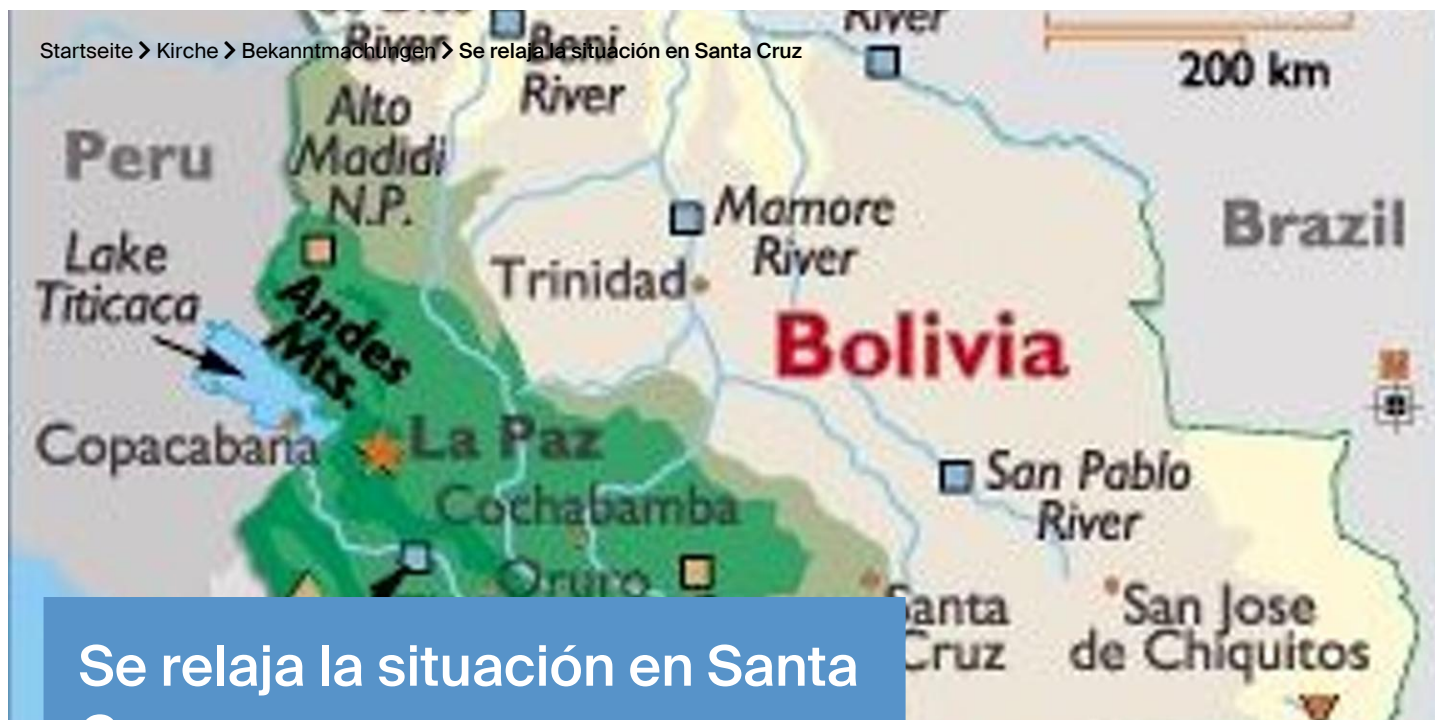 River
Startseite > Kirche > Bekanntmachungen > Se relaja la situación en Santa Cruz
River
Beni
River
200 km
Alto
Madidi
N.P.
Peru
Mamore
River
Brazil
Lake
Titicaca
Trinidad
Andes
Mts.
Bolivia
Copacabana
La Paz
San Pablo
River
Cochabamba
Oruro
Santa
Cruz
San Jose
de Chiquitos
Se relaja la situación en Santa